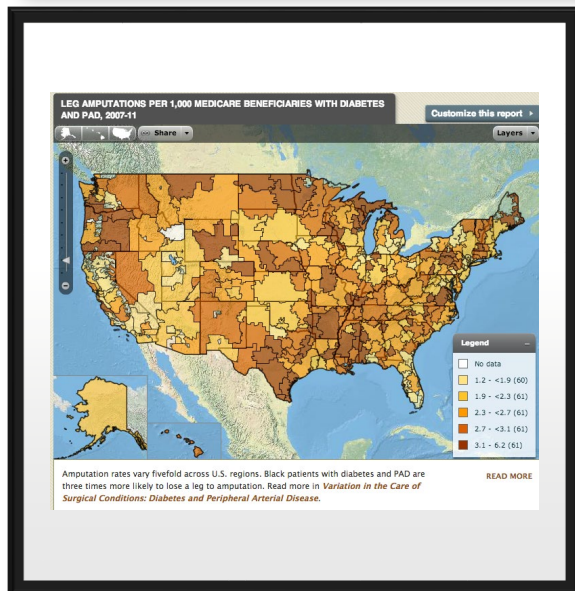 LEG AMPUTATIONS PER 1,000 MEDICARE BENEFICIARIES WITH DIABETES
AND PAD, 2007-11
Customize this report
Share
Layers
Legend
No data
1.2 - <1.9 (60)
1.9 - <2.3 (61)
2.3 - <2.7 (61)
2.7 - <3.1 (61)
3.1 - 6.2 (61)
Amputation rates vary fivefold across U.S. regions. Black patients with diabetes and PAD are
three times more likely to lose a leg to amputation. Read more in Variation in the Care of
Surgical Conditions: Diabetes and Peripheral Arterial Disease.
READ MORE